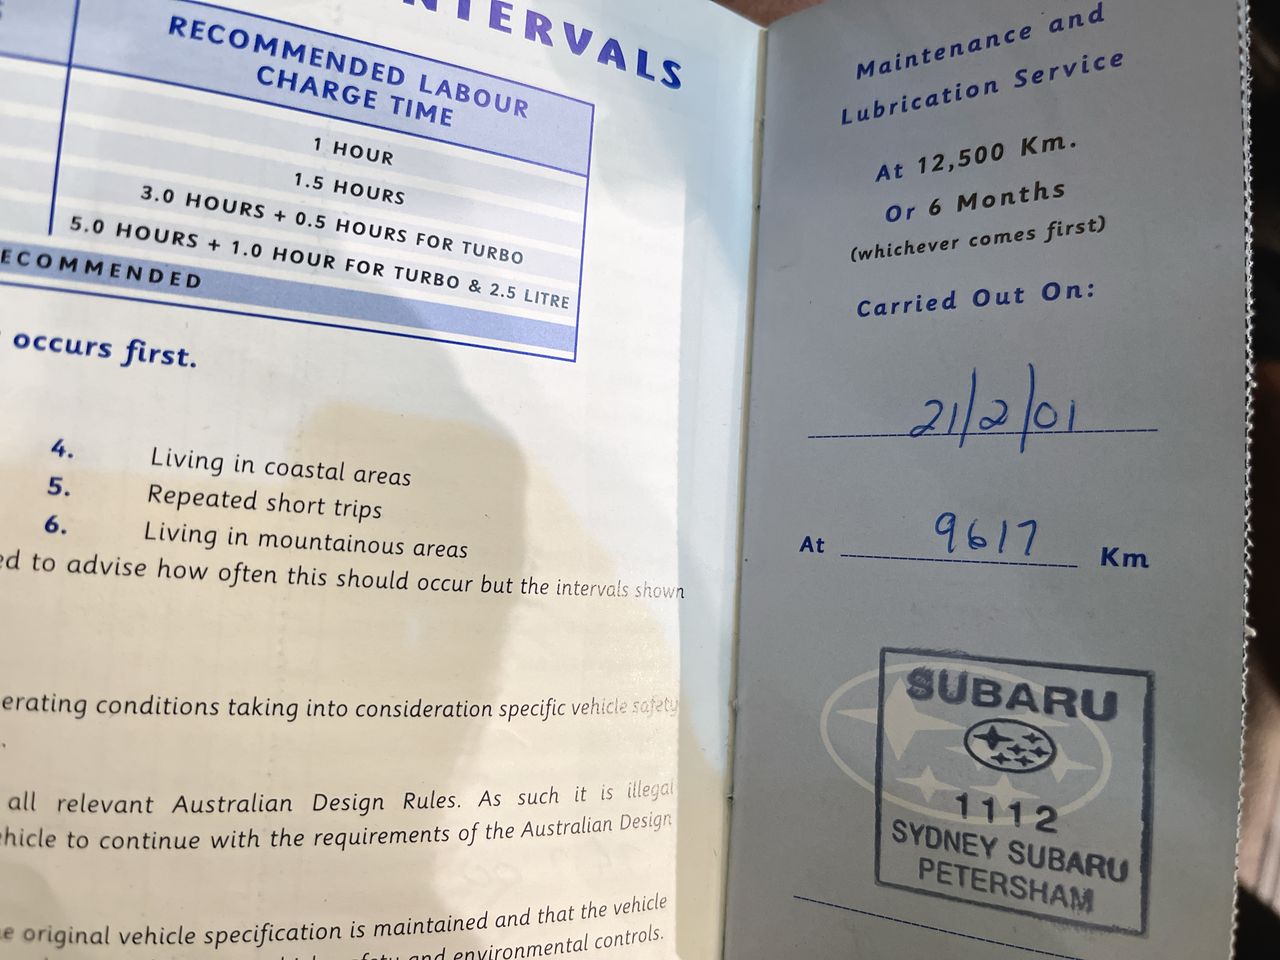 INTERVALS
RECOMMENDED LABOUR
CHARGE TIME
1 HOUR
1.5 HOURS
3.0 HOURS + 0.5 HOURS FOR TURBO
5.0 HOURS + 1.0 HOUR FOR TURBO & 2.5 LITRE
ECOMMENDED
occurs first.
4. Living in coastal areas
5. Repeated short trips
6. Living in mountainous areas
ed to advise how often this should occur but the intervals shown
erating conditions taking into consideration specific vehicle safety
all relevant Australian Design Rules. As such it is illegal
ehicle to continue with the requirements of the Australian Design
e original vehicle specification is maintained and that the vehicle
and environmental controls.
Maintenance and
Lubrication Service
At 12,500 Km.
Or 6 Months
(whichever comes first)
Carried Out On:
21/2/01
At 9617 Km
SUBARU
1112
SYDNEY SUBARU
PETERSHAM